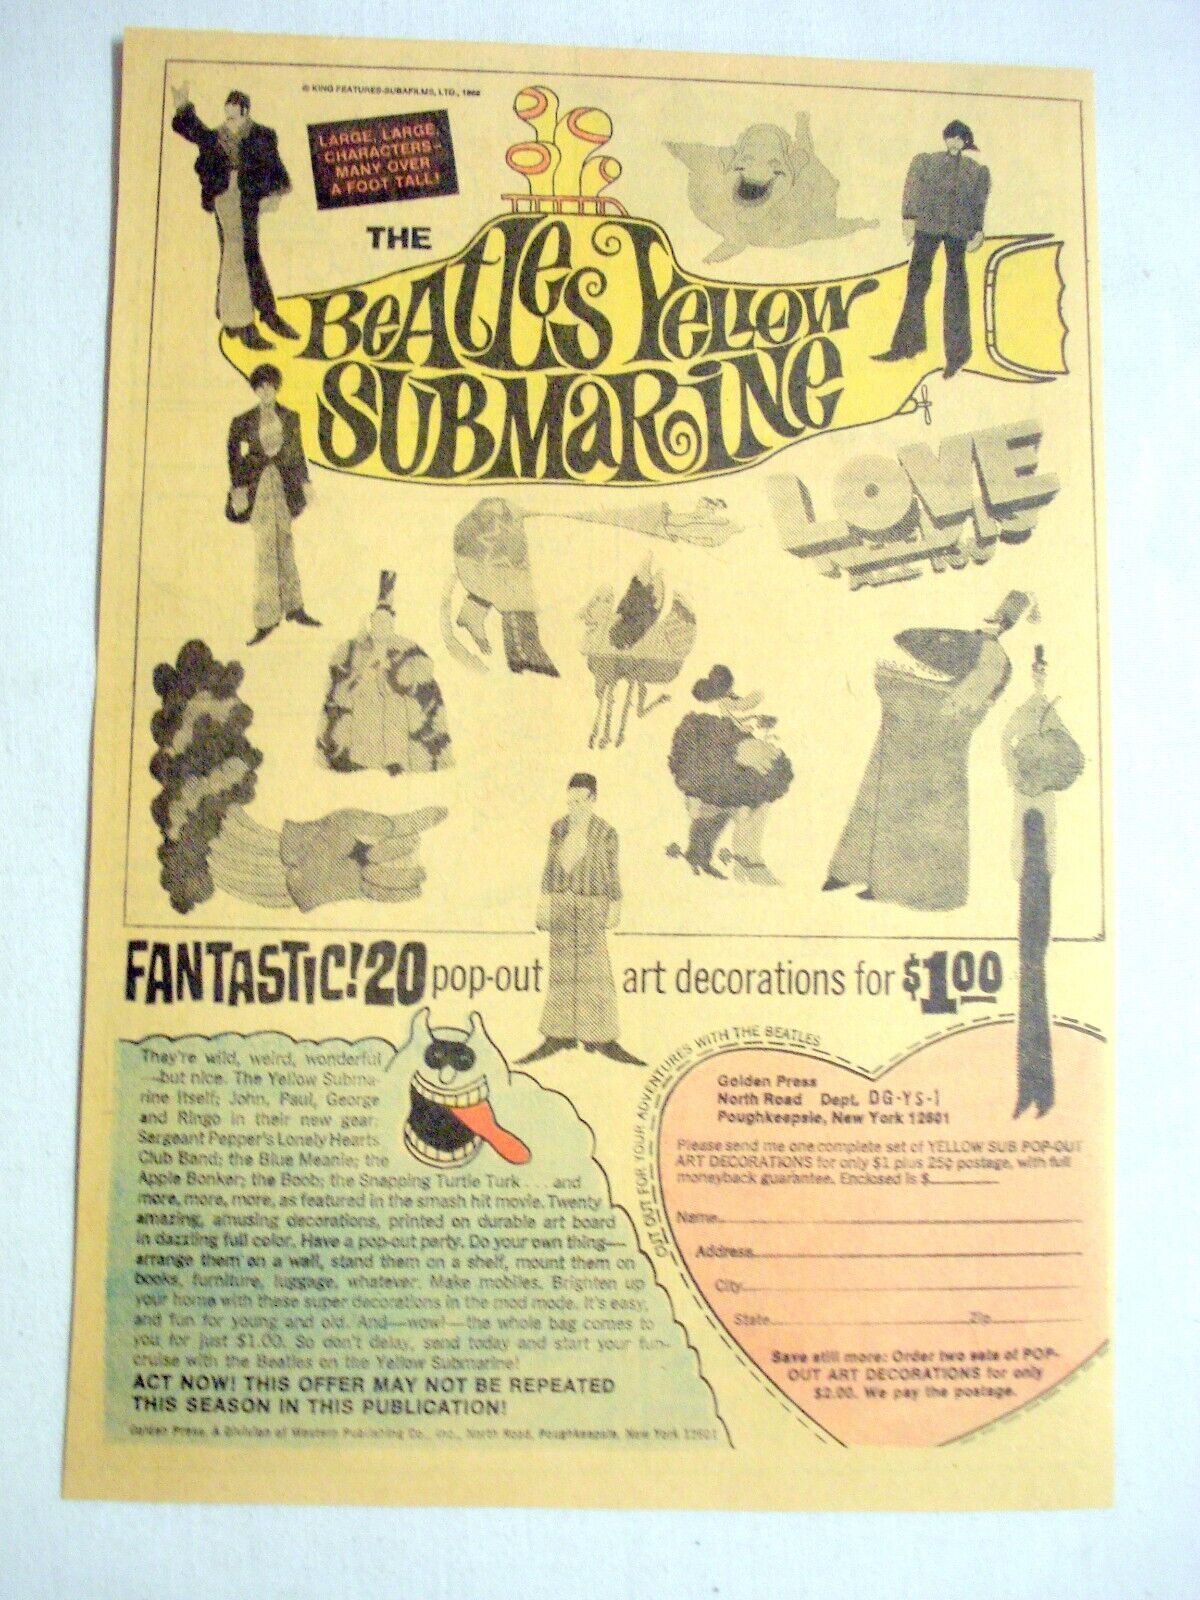 © KING FEATURES-SUBAFILMS, LTD., 1968
LARGE, LARGE,
CHARACTERS–
MANY OVER
A FOOT TALL!
THE
BEATLES YELLOW
SUBMARINE
LOVE
FANTASTIC! 20 pop-out art decorations for $1.00
They're wild, weird, wonderful
—but nice. The Yellow Subma-
rine itself; John, Paul, George
and Ringo in their new gear;
Sergeant Pepper's Lonely Hearts
Club Band; the Blue Meanie; the
Apple Bonker; the Boob; the Snapping Turtle Turk . . . and
more, more, more, as featured in the smash hit movie. Twenty
amazing, amusing decorations, printed on durable art board
in dazzling full color. Have a pop-out party. Do your own thing—
arrange them on a wall, stand them on a shelf, mount them on
books, furniture, luggage, whatever. Make mobiles. Brighten up
your home with these super decorations in the mod mode. It's easy,
and fun for young and old. And—wow!—the whole bag comes to
you for just $1.00. So don't delay, send today and start your fun-
cruise with the Beatles on the Yellow Submarine!
ACT NOW! THIS OFFER MAY NOT BE REPEATED
THIS SEASON IN THIS PUBLICATION!
Golden Press, A Division of Western Publishing Co., Inc., North Road, Poughkeepsie, New York 12601
CUT OUT FOR YOUR ADVENTURES WITH THE BEATLES
Golden Press
North Road Dept. DG-YS-1
Poughkeepsie, New York 12601
Please send me one complete set of YELLOW SUB POP-OUT
ART DECORATIONS for only $1 plus 25¢ postage, with full
moneyback guarantee. Enclosed is $
Name
Address
City
State Zip
Save still more: Order two sets of POP-
OUT ART DECORATIONS for only
$2.00. We pay the postage.